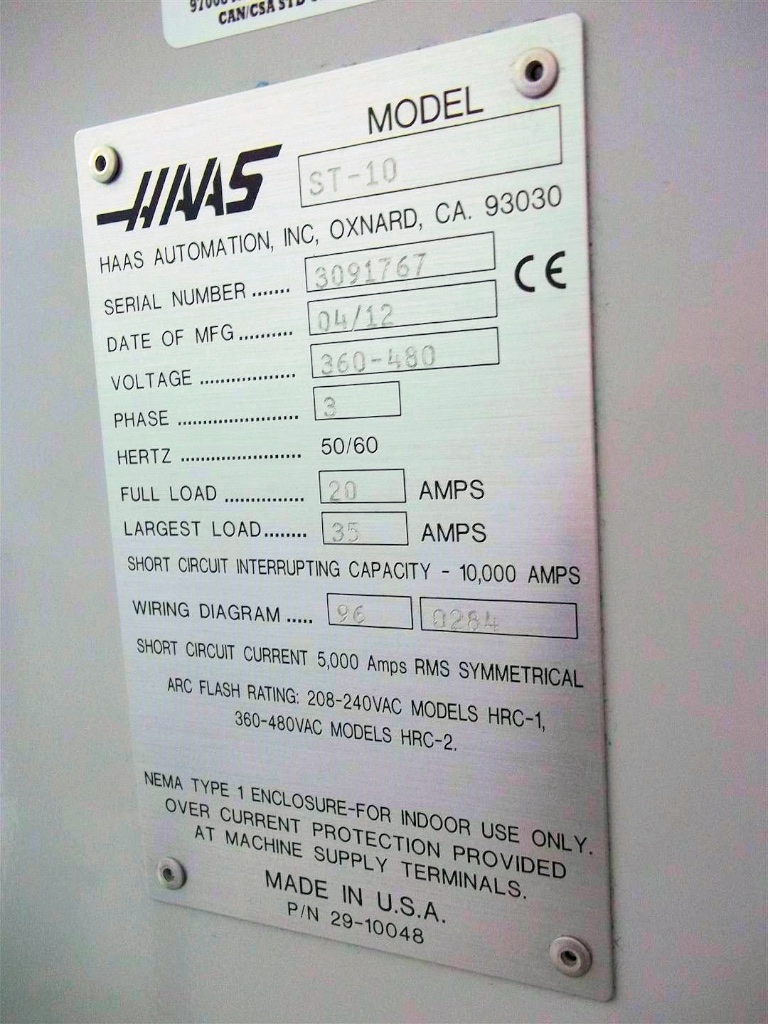 CAN/CSA STD
MODEL
HAAS ST-10
HAAS AUTOMATION, INC, OXNARD, CA. 93030
SERIAL NUMBER ....... 3091767 CE
DATE OF MFG.......... 04/12
VOLTAGE .................. 360-480
PHASE ....................... 3
HERTZ ....................... 50/60
FULL LOAD ............... 20 AMPS
LARGEST LOAD........ 35 AMPS
SHORT CIRCUIT INTERRUPTING CAPACITY - 10,000 AMPS
WIRING DIAGRAM ..... 96 0284
SHORT CIRCUIT CURRENT 5,000 Amps RMS SYMMETRICAL
ARC FLASH RATING: 208-240VAC MODELS HRC-1,
360-480VAC MODELS HRC-2.
NEMA TYPE 1 ENCLOSURE-FOR INDOOR USE ONLY.
OVER CURRENT PROTECTION PROVIDED
AT MACHINE SUPPLY TERMINALS.
MADE IN U.S.A.
P/N 29-10048